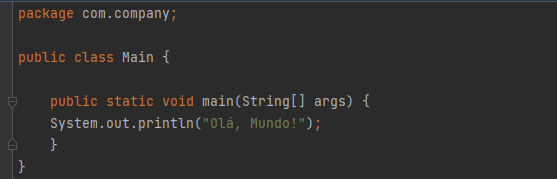 package com.company;
public class Main {
public static void main(String[] args) {
System.out.println("Olá, Mundo!");
}
}